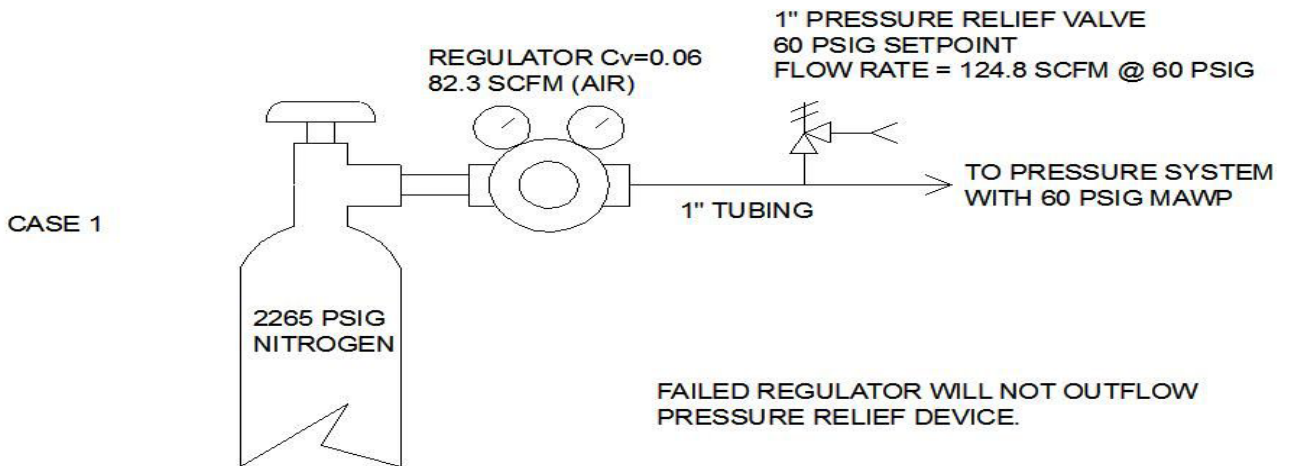 1" PRESSURE RELIEF VALVE
60 PSIG SETPOINT
FLOW RATE = 124.8 SCFM @ 60 PSIG
REGULATOR Cv=0.06
82.3 SCFM (AIR)
TO PRESSURE SYSTEM
WITH 60 PSIG MAWP
1" TUBING
CASE 1
2265 PSIG
NITROGEN
FAILED REGULATOR WILL NOT OUTFLOW
PRESSURE RELIEF DEVICE.